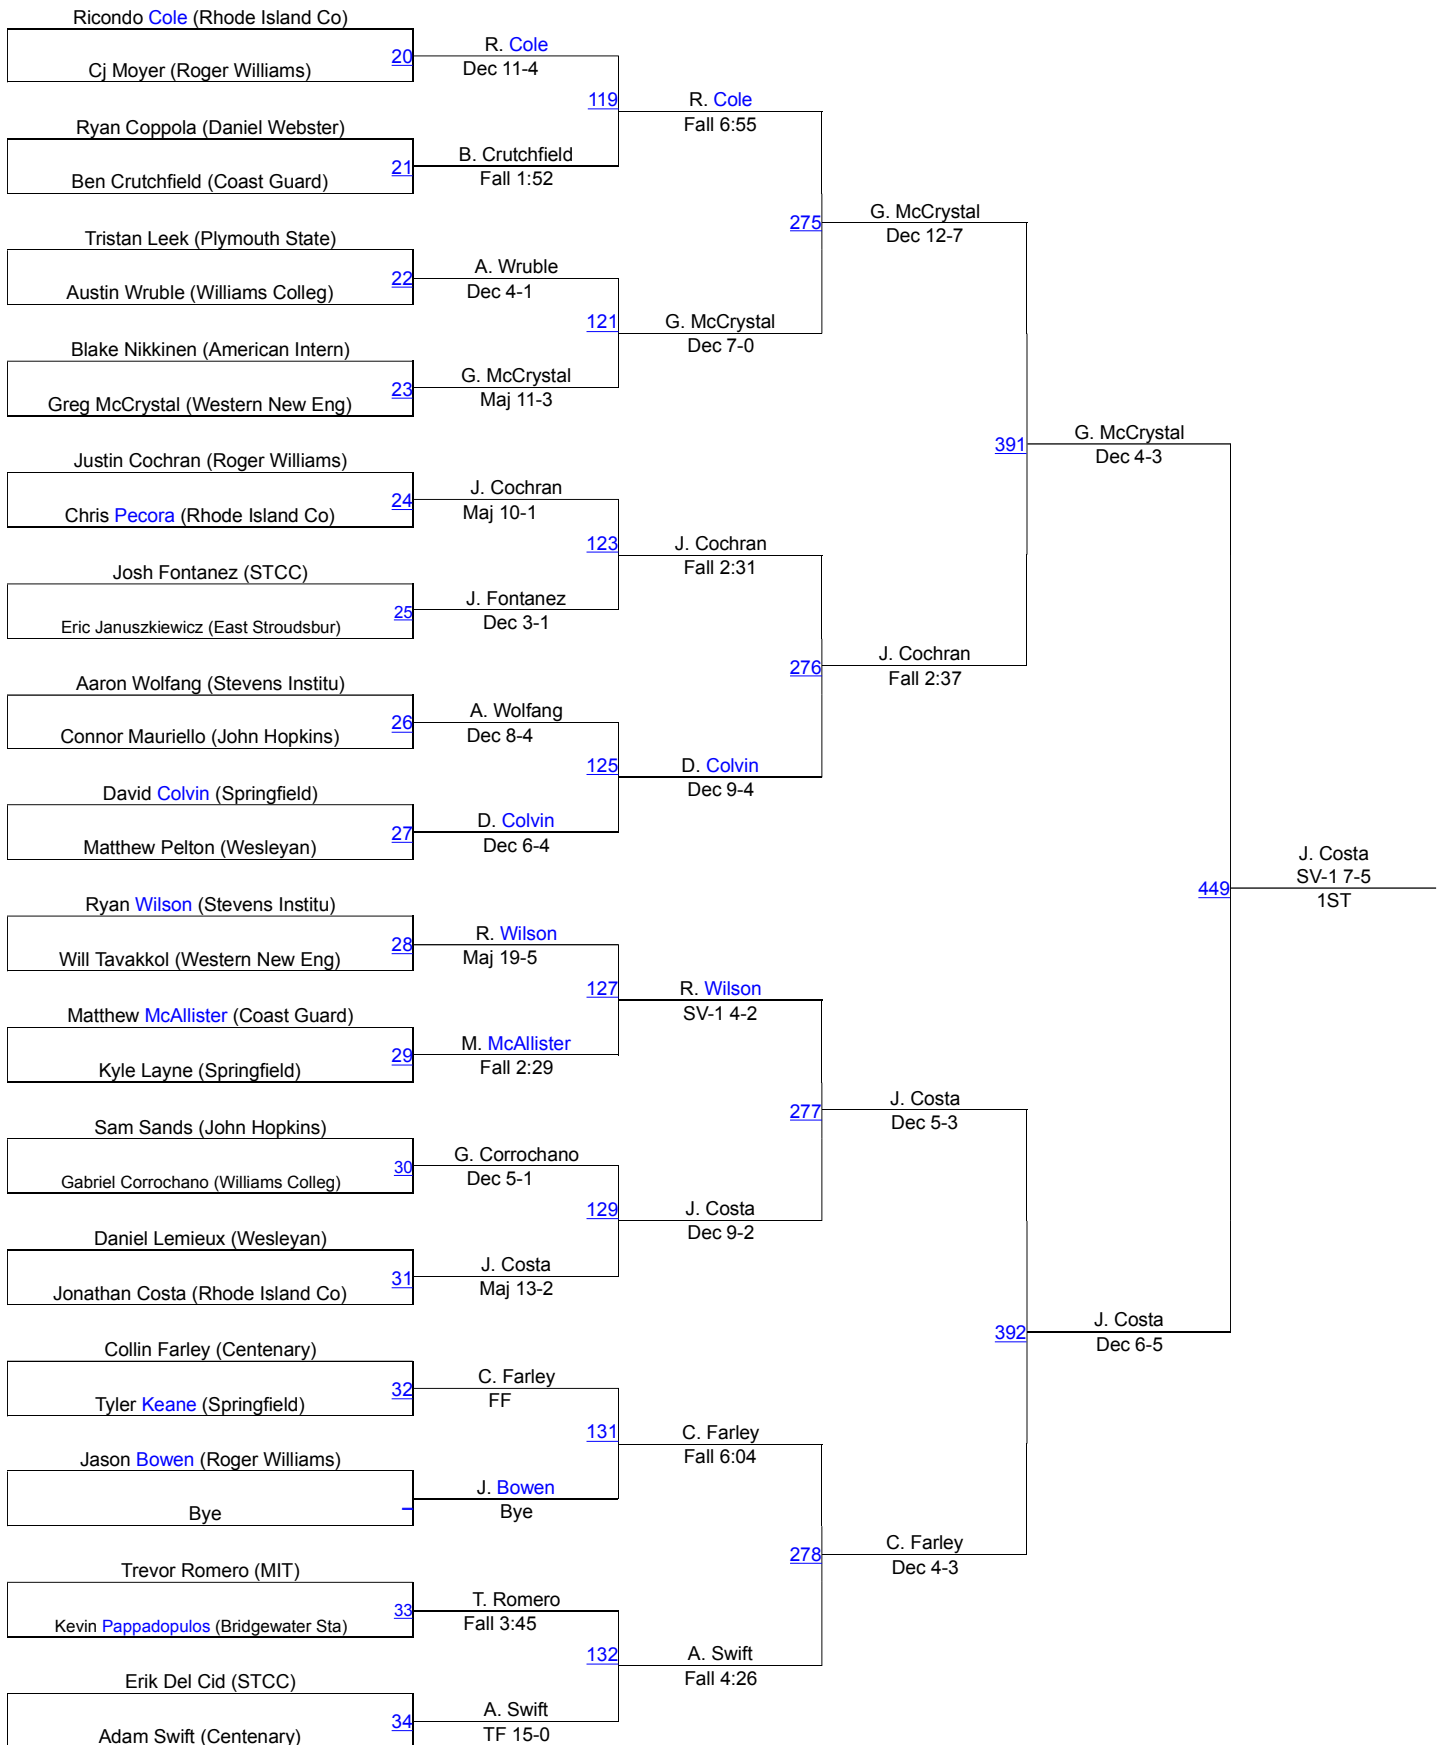 Ricondo Cole (Rhode Island Co)
20
Cj Moyer (Roger Williams)
R. Cole
Dec 11-4
119
R. Cole
Fall 6:55
Ryan Coppola (Daniel Webster)
21
Ben Crutchfield (Coast Guard)
B. Crutchfield
Fall 1:52
275
G. McCrystal
Dec 12-7
Tristan Leek (Plymouth State)
22
Austin Wruble (Williams Colleg)
A. Wruble
Dec 4-1
121
G. McCrystal
Dec 7-0
Blake Nikkinen (American Intern)
23
Greg McCrystal (Western New Eng)
G. McCrystal
Maj 11-3
391
G. McCrystal
Dec 4-3
Justin Cochran (Roger Williams)
24
Chris Pecora (Rhode Island Co)
J. Cochran
Maj 10-1
123
J. Cochran
Fall 2:31
Josh Fontanez (STCC)
25
Eric Januszkiewicz (East Stroudsbur)
J. Fontanez
Dec 3-1
276
J. Cochran
Fall 2:37
Aaron Wolfang (Stevens Institu)
26
Connor Mauriello (John Hopkins)
A. Wolfang
Dec 8-4
125
D. Colvin
Dec 9-4
David Colvin (Springfield)
27
Matthew Pelton (Wesleyan)
D. Colvin
Dec 6-4
449
J. Costa
SV-1 7-5
1ST
Ryan Wilson (Stevens Institu)
28
Will Tavakkol (Western New Eng)
R. Wilson
Maj 19-5
127
R. Wilson
SV-1 4-2
Matthew McAllister (Coast Guard)
29
Kyle Layne (Springfield)
M. McAllister
Fall 2:29
277
J. Costa
Dec 5-3
Sam Sands (John Hopkins)
30
Gabriel Corrochano (Williams Colleg)
G. Corrochano
Dec 5-1
129
J. Costa
Dec 9-2
Daniel Lemieux (Wesleyan)
31
Jonathan Costa (Rhode Island Co)
J. Costa
Maj 13-2
392
J. Costa
Dec 6-5
Collin Farley (Centenary)
32
Tyler Keane (Springfield)
C. Farley
FF
131
C. Farley
Fall 6:04
Jason Bowen (Roger Williams)
Bye
J. Bowen
Bye
278
C. Farley
Dec 4-3
Trevor Romero (MIT)
33
Kevin Pappadopulos (Bridgewater Sta)
T. Romero
Fall 3:45
132
A. Swift
Fall 4:26
Erik Del Cid (STCC)
34
Adam Swift (Centenary)
A. Swift
TF 15-0